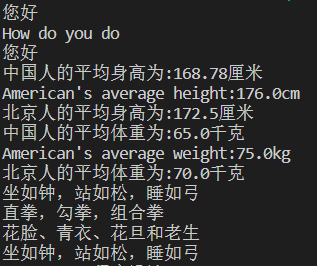 您好
How do you do
您好
中国人的平均身高为:168.78厘米
American's average height:176.0cm
北京人的平均身高为:172.5厘米
中国人的平均体重为:65.0千克
American's average weight:75.0kg
北京人的平均体重为:70.0千克
坐如钟，站如松，睡如弓
直拳，勾拳，组合拳
花脸、青衣、花旦和老生
坐如钟，站如松，睡如弓